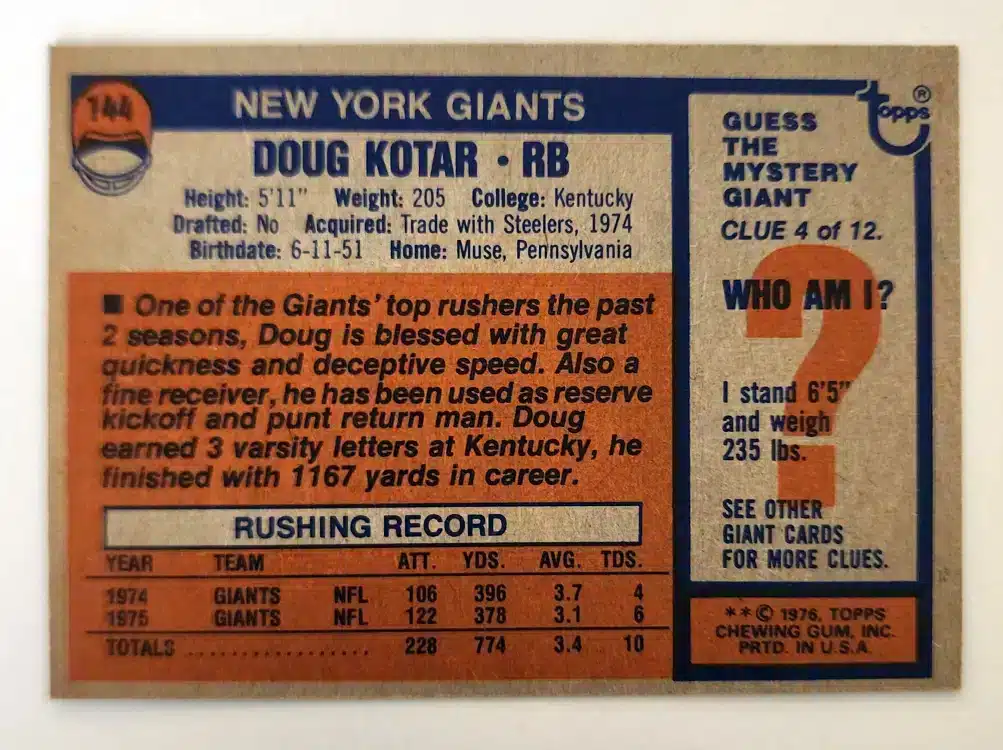 144
NEW YORK GIANTS
DOUG KOTAR • RB
Height: 5'11" Weight: 205 College: Kentucky
Drafted: No Acquired: Trade with Steelers, 1974
Birthdate: 6-11-51 Home: Muse, Pennsylvania
■ One of the Giants' top rushers the past
2 seasons, Doug is blessed with great
quickness and deceptive speed. Also a
fine receiver, he has been used as reserve
kickoff and punt return man. Doug
earned 3 varsity letters at Kentucky, he
finished with 1167 yards in career.
RUSHING RECORD
YEAR TEAM ATT. YDS. AVG. TDS.
1974 GIANTS NFL 106 396 3.7 4
1975 GIANTS NFL 122 378 3.1 6
TOTALS .................. 228 774 3.4 10
topps ®
GUESS
THE
MYSTERY
GIANT
CLUE 4 of 12.
WHO AM I?
I stand 6'5"
and weigh
235 lbs.
SEE OTHER
GIANT CARDS
FOR MORE CLUES.
** © 1976, TOPPS
CHEWING GUM, INC.
PRTD. IN U.S.A.